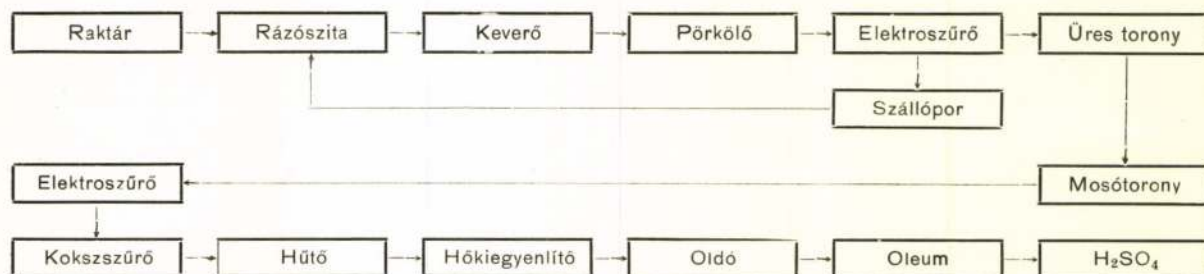 Raktár Rázószita Keverő Pörkölő Elektroszűrő Üres torony
Szállópor
Elektroszűrő Mosótorony
Kokszszűrő Hűtő Hőkiegyenlítő Oldó Oleum H₂SO₄